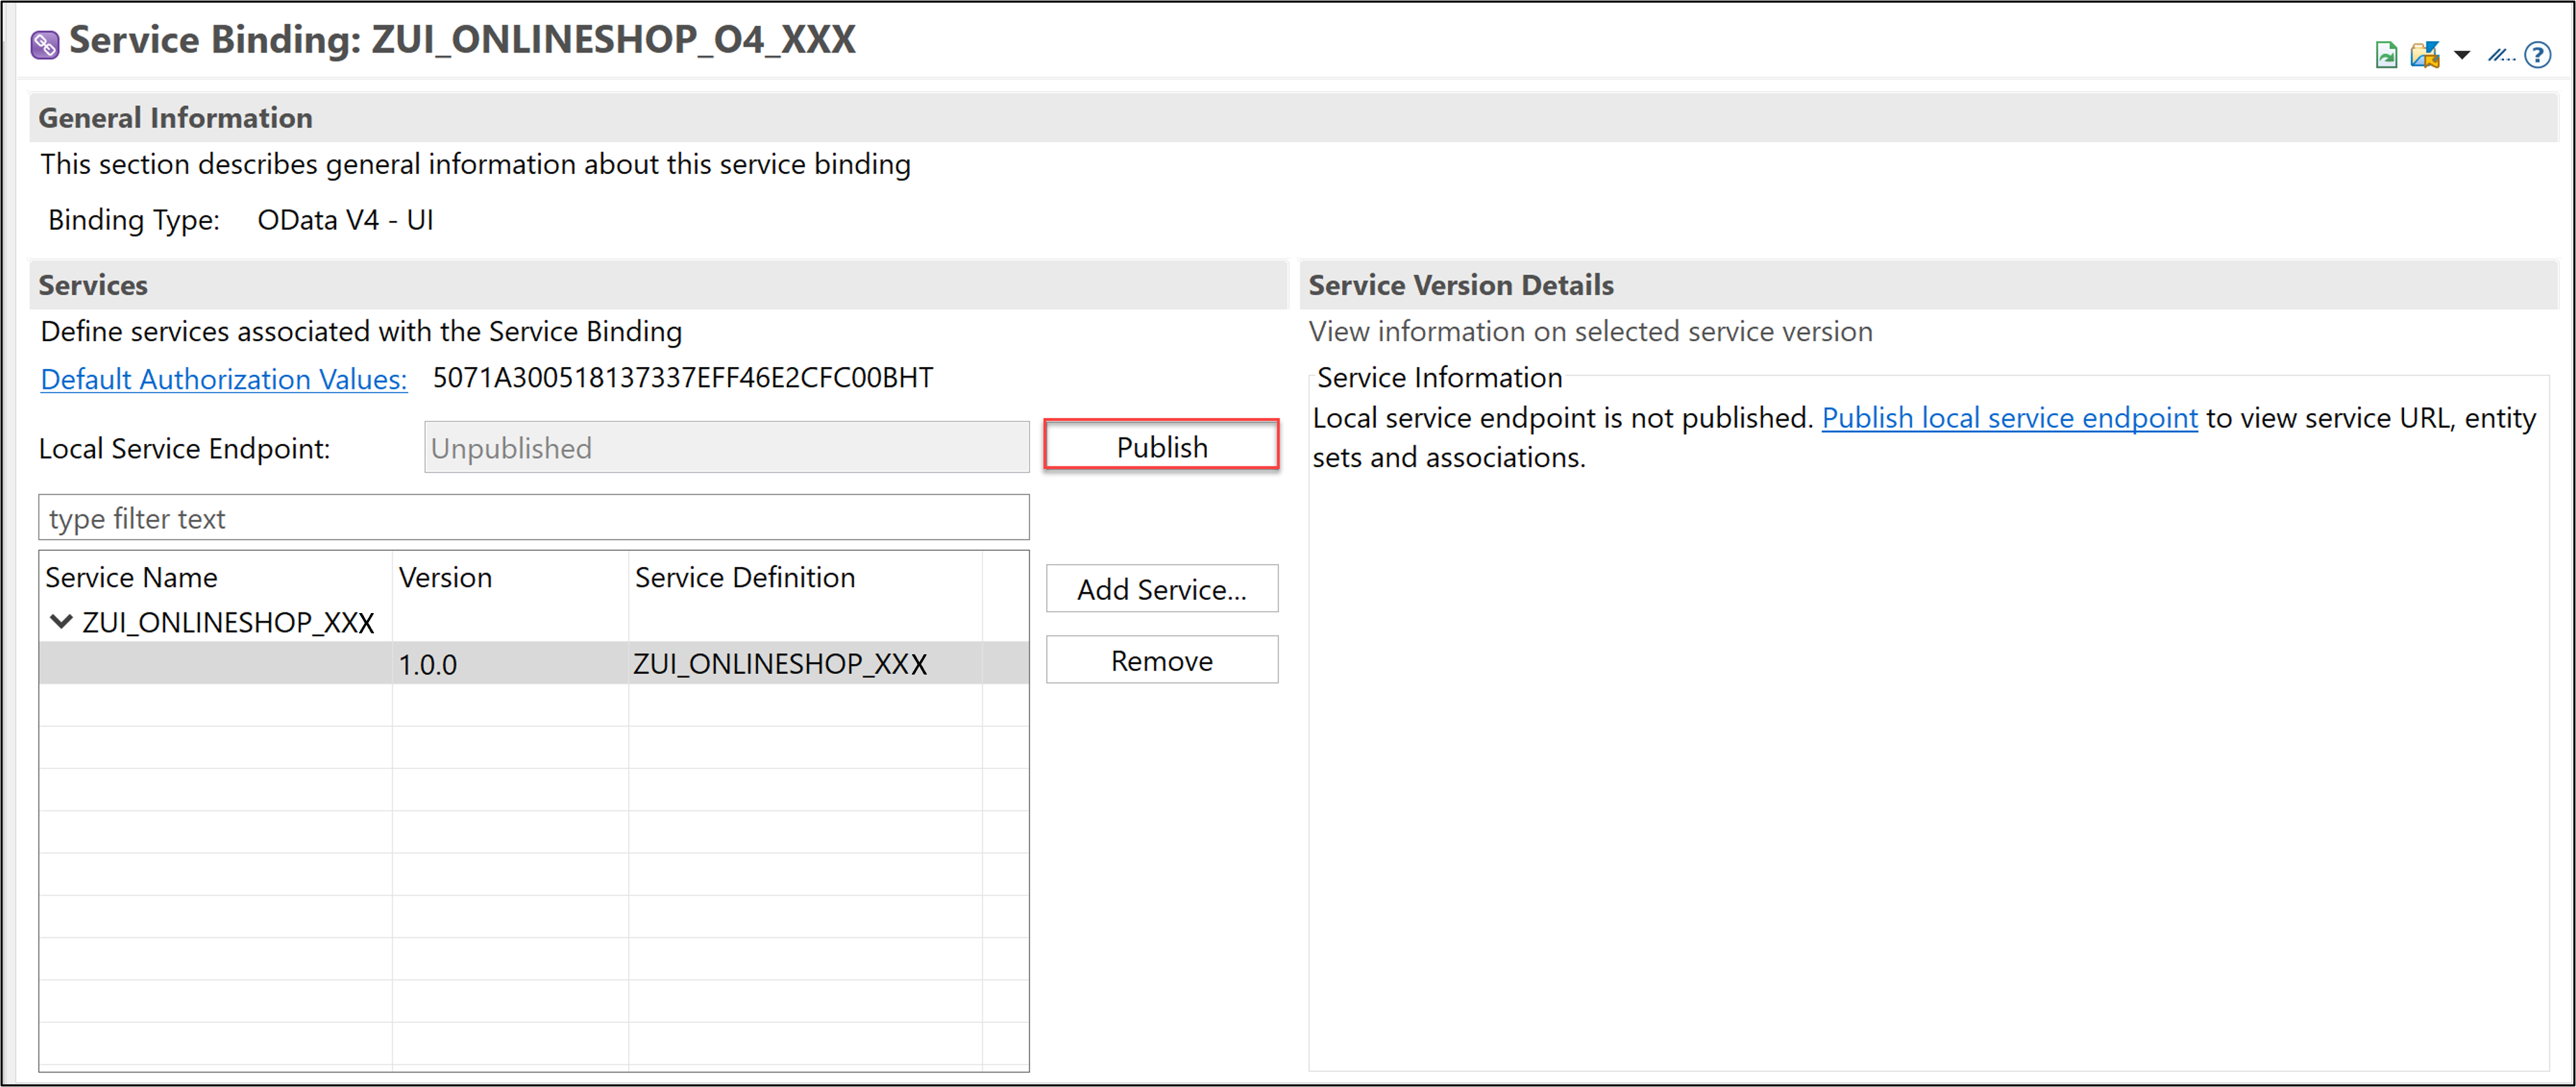 Service Binding: ZUI_ONLINESHOP_O4_XXX
General Information
This section describes general information about this service binding
Binding Type: OData V4 - UI
Services
Define services associated with the Service Binding
Default Authorization Values: 5071A300518137337EFF46E2CFC00BHT
Local Service Endpoint: Unpublished Publish
type filter text
Service Name Version Service Definition
ZUI_ONLINESHOP_XXX
1.0.0 ZUI_ONLINESHOP_XXX
Add Service...
Remove
Service Version Details
View information on selected service version
Service Information
Local service endpoint is not published. Publish local service endpoint to view service URL, entity
sets and associations.